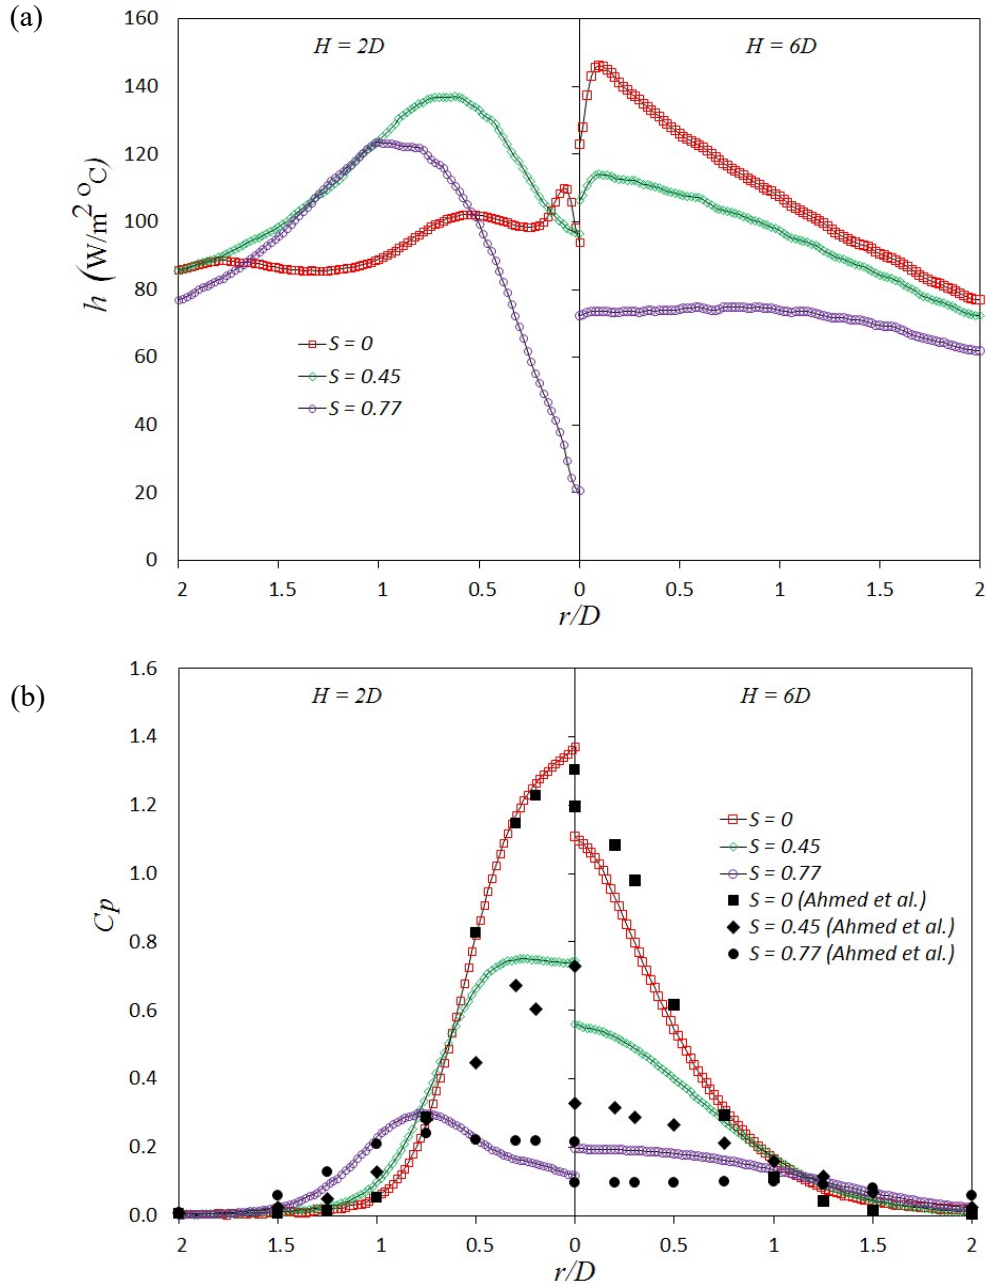 (a)
160
140
120
100
80
60
40
20
0
h (W/m² °C)
H = 2D
H = 6D
S = 0
S = 0.45
S = 0.77
2 1.5 1 0.5 0 0.5 1 1.5 2
r/D
(b)
1.6
1.4
1.2
1.0
0.8
0.6
0.4
0.2
0.0
Cp
H = 2D
H = 6D
S = 0
S = 0.45
S = 0.77
S = 0 (Ahmed et al.)
S = 0.45 (Ahmed et al.)
S = 0.77 (Ahmed et al.)
2 1.5 1 0.5 0 0.5 1 1.5 2
r/D